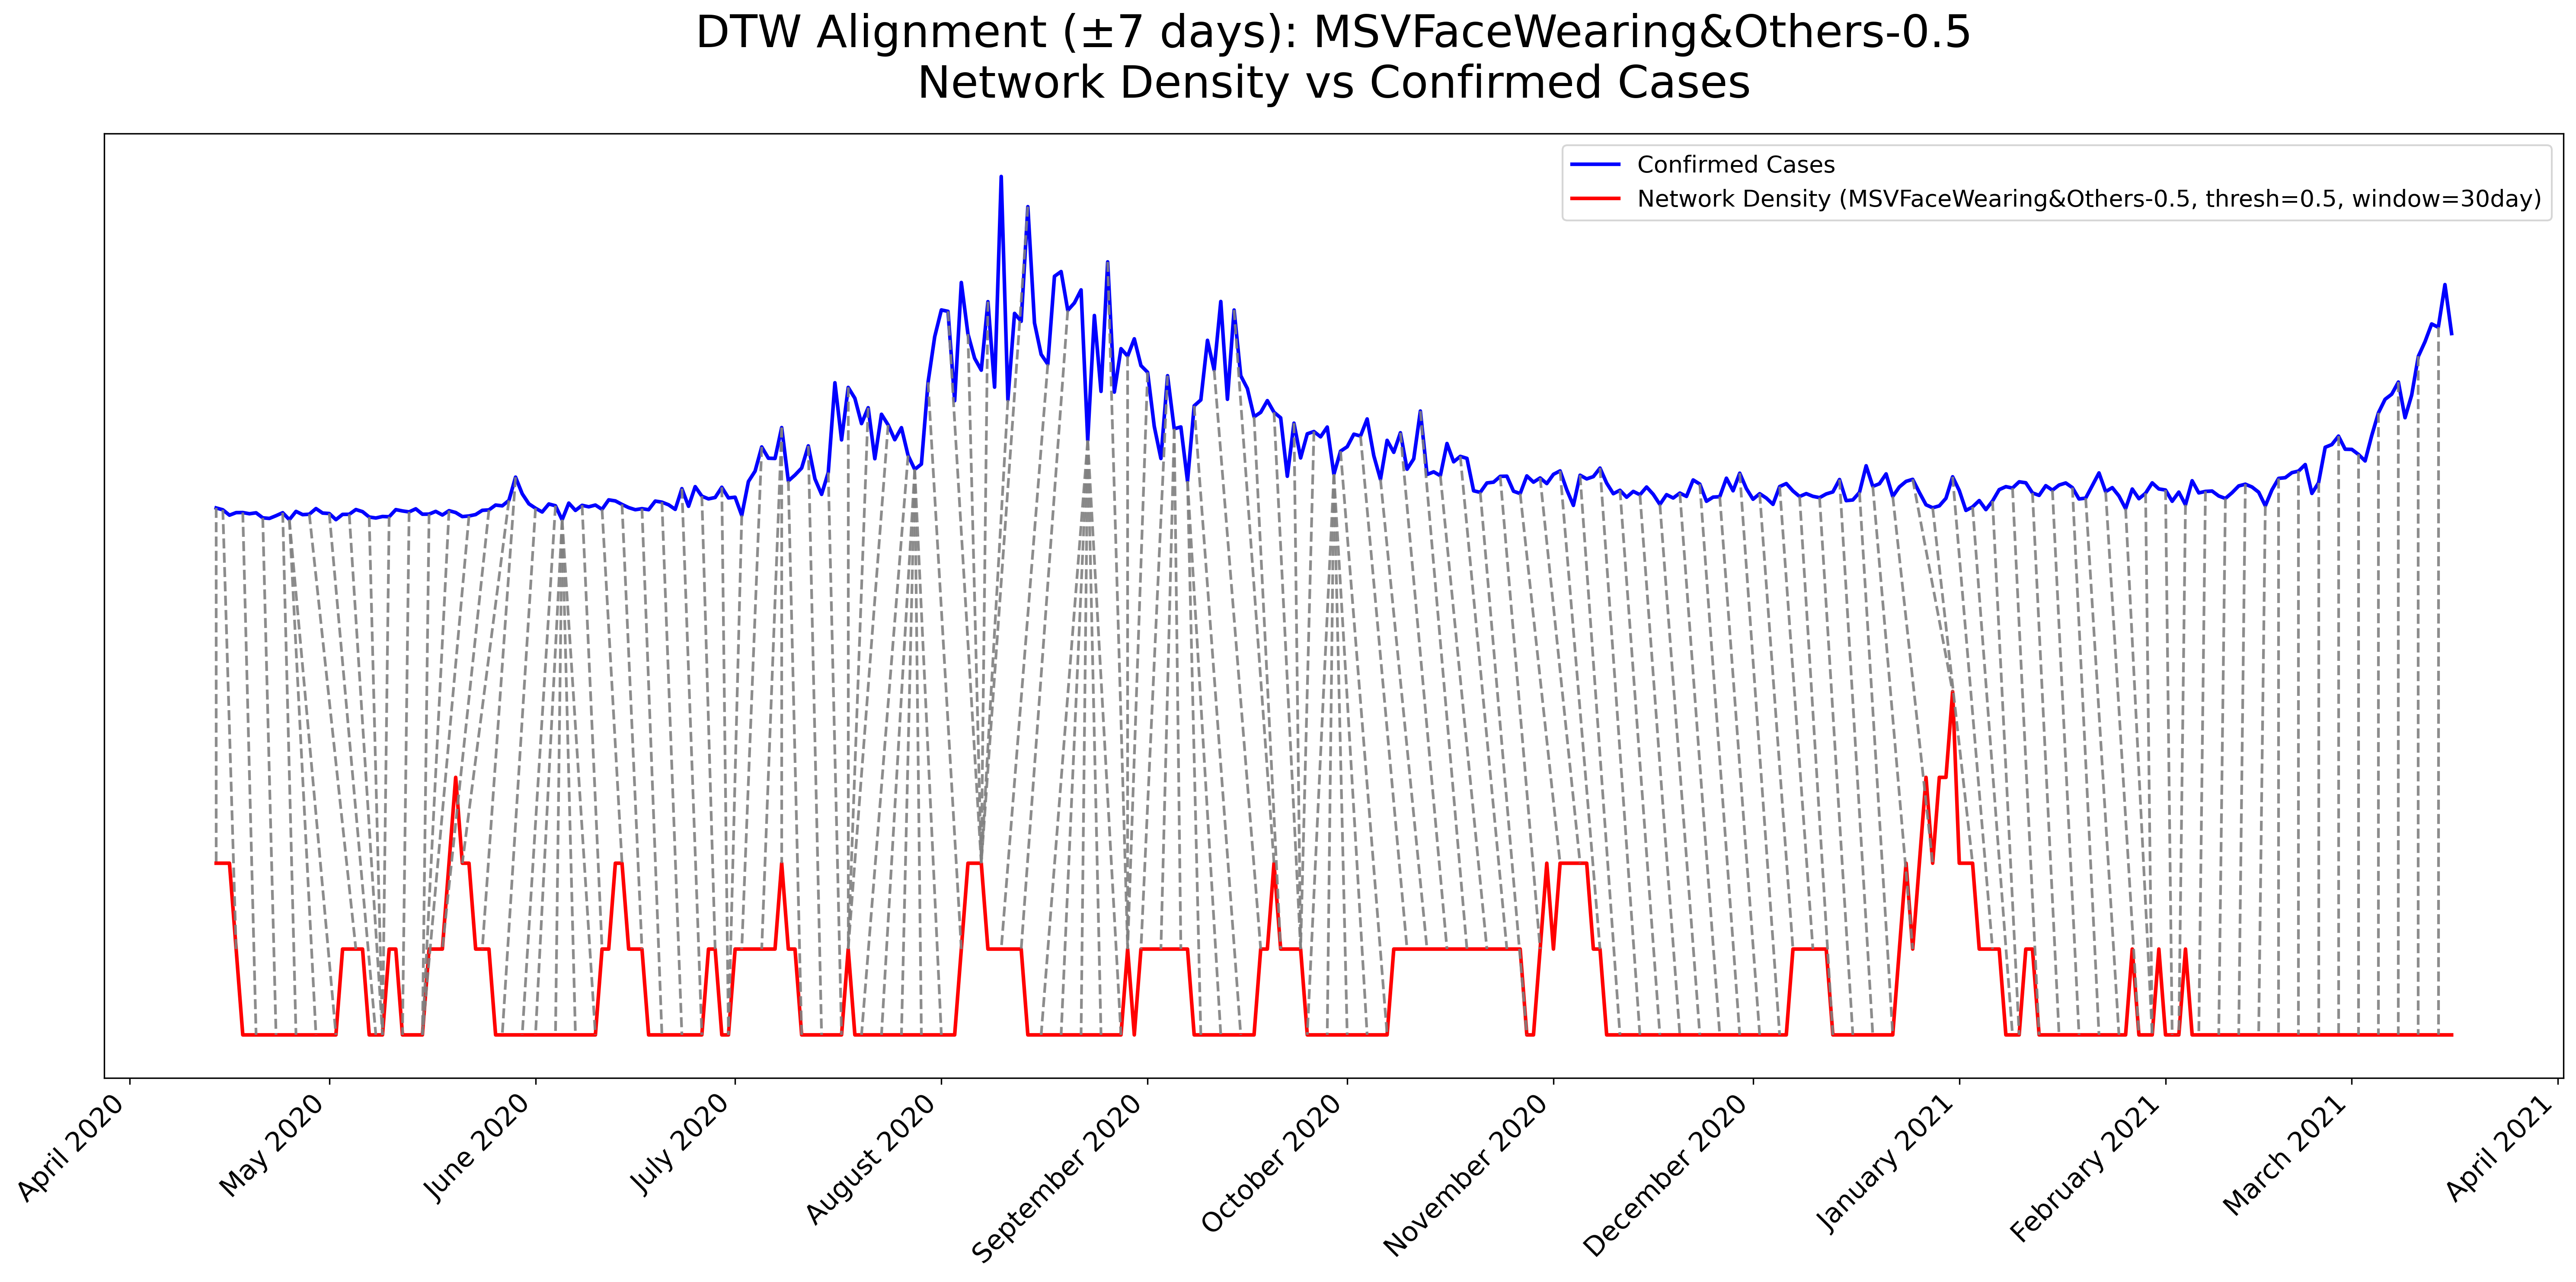 DTW Alignment (±7 days): MSVFaceWearing&Others-0.5
Network Density vs Confirmed Cases
Confirmed Cases
Network Density (MSVFaceWearing&Others-0.5, thresh=0.5, window=30day)
April 2020
May 2020
June 2020
July 2020
August 2020
September 2020
October 2020
November 2020
December 2020
January 2021
February 2021
March 2021
April 2021